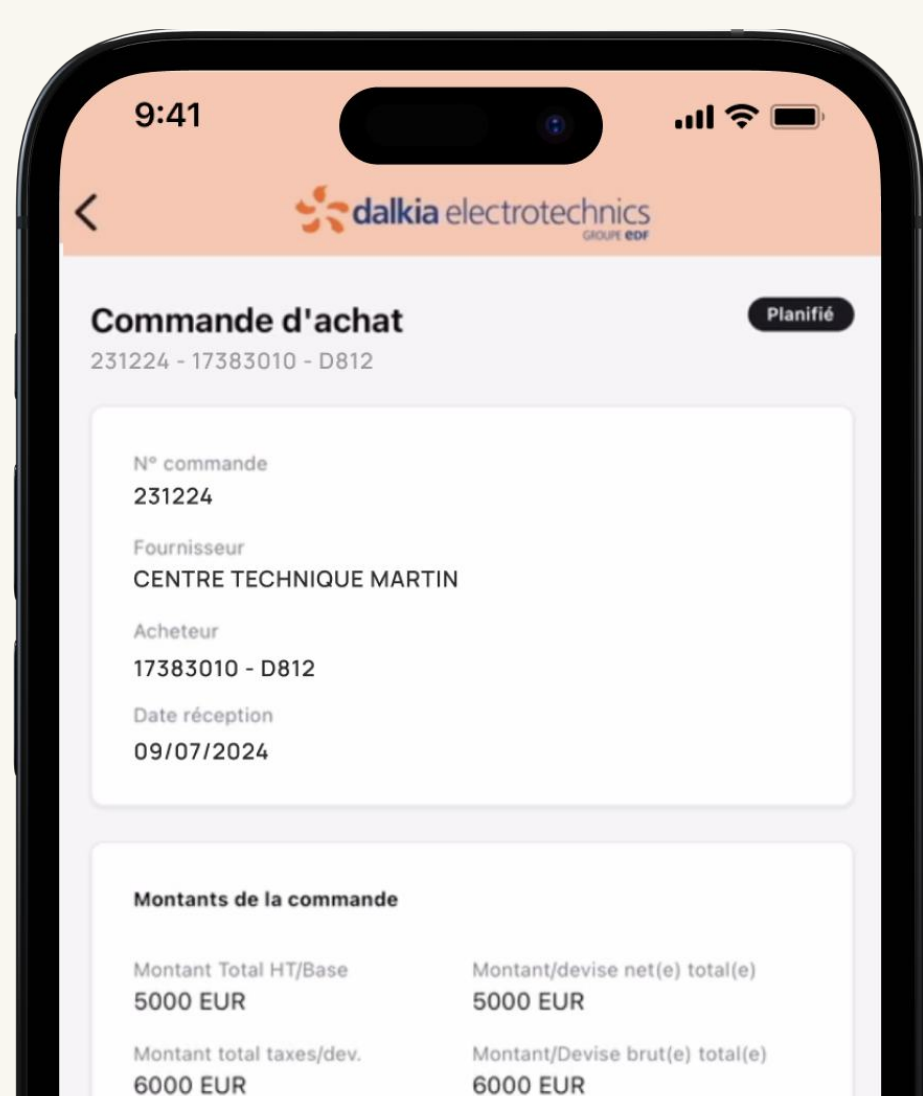 9:41
dalkia electrotechnics
GROUPE EDF
Commande d'achat
Planifié
231224 - 17383010 - D812
N° commande
231224
Fournisseur
CENTRE TECHNIQUE MARTIN
Acheteur
17383010 - D812
Date réception
09/07/2024
Montants de la commande
Montant Total HT/Base
5000 EUR
Montant/devise net(e) total(e)
5000 EUR
Montant total taxes/dev.
6000 EUR
Montant/Devise brut(e) total(e)
6000 EUR